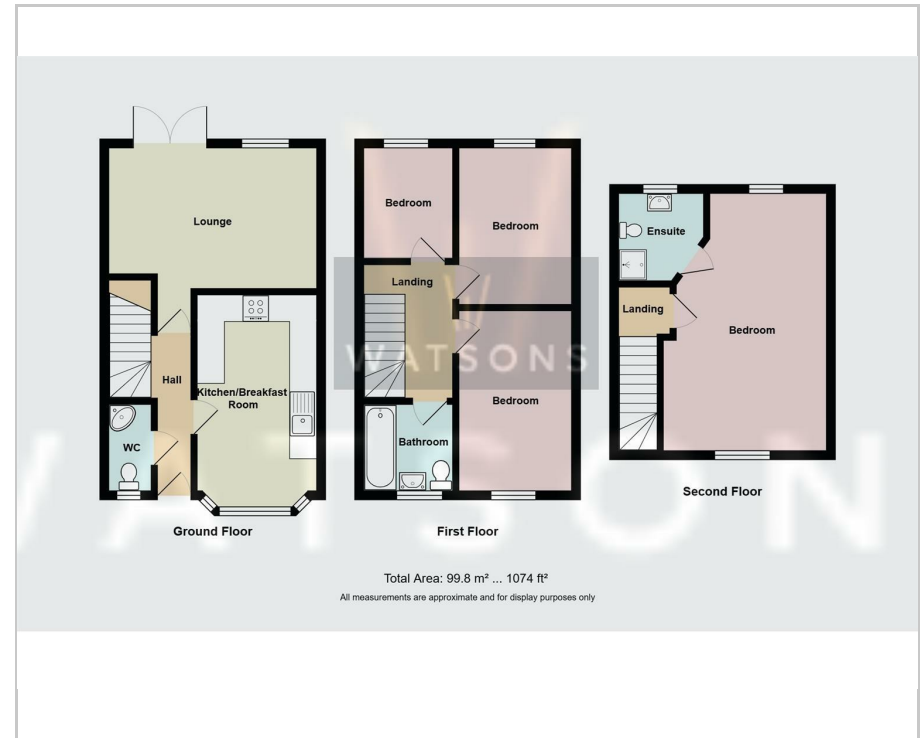 Lounge
Hall
Kitchen/Breakfast
Room
WC
Ground Floor
Bedroom
Bedroom
Landing
Bedroom
Bathroom
First Floor
Ensuite
Landing
Bedroom
Second Floor
WATSONS
WATSON
Total Area: 99.8 m² ... 1074 ft²
All measurements are approximate and for display purposes only